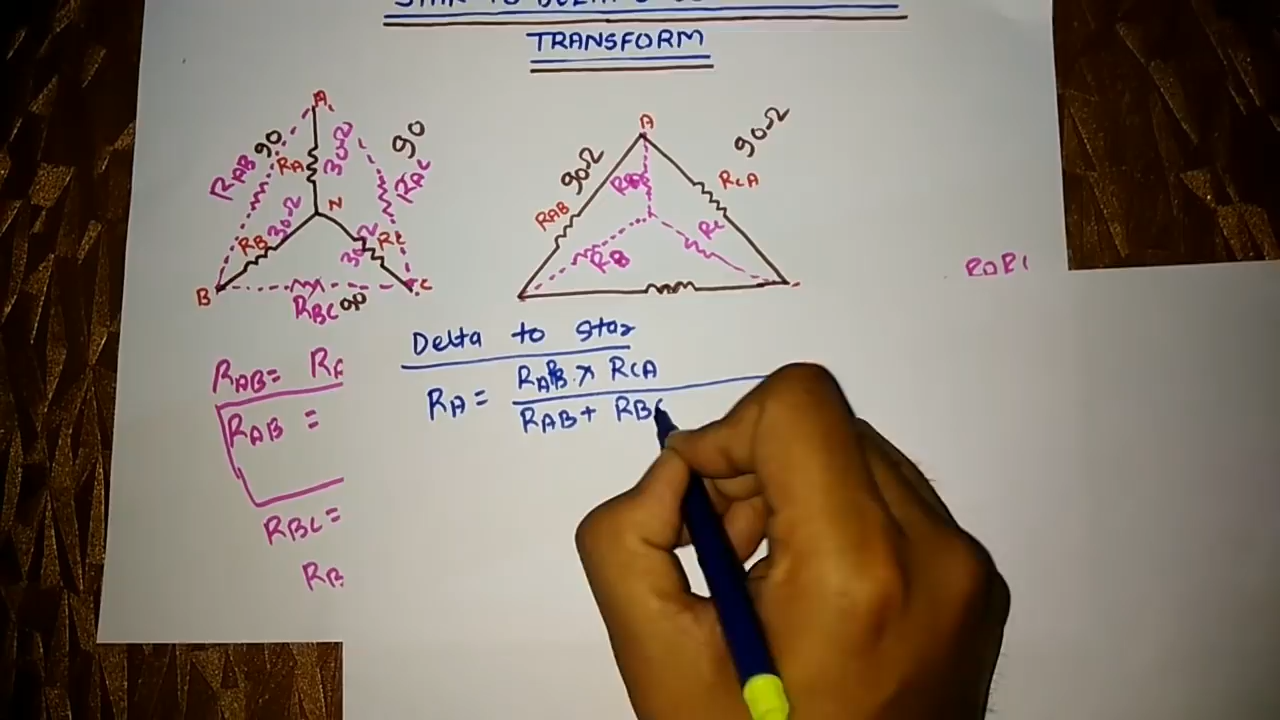 TRANSFORM
A
90
RAB
RA
30Ω
90
RAC
N
30Ω
RB
30Ω
RC
B
C
RBC 90
A
90Ω
90Ω
RAB
RCA
RB
RC
RARC
Delta to Star
RAB = RA
RA = RAB × RCA
RAB + RBC
RAB =
RBC =
RB